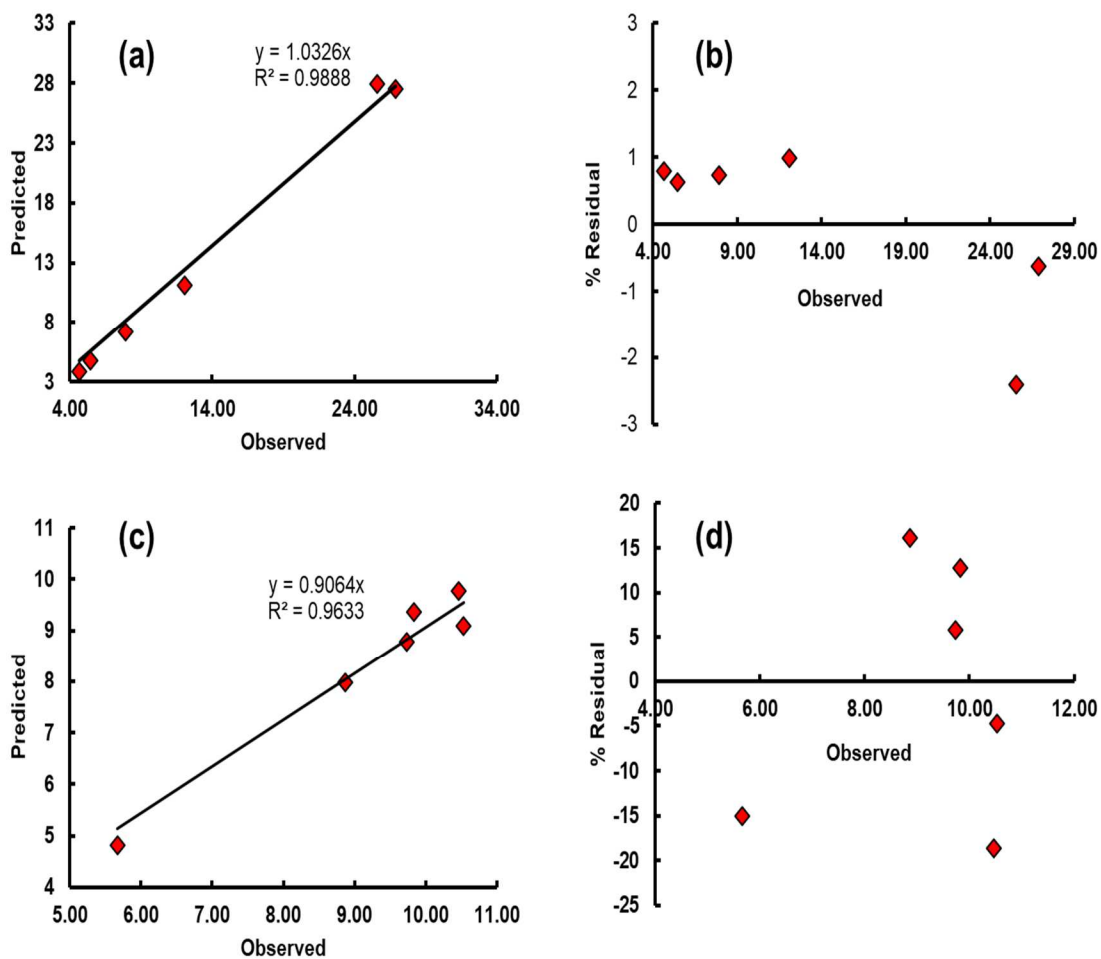 (a)
y = 1.0326x
R² = 0.9888
33
28
23
18
13
8
3
Predicted
4.00 14.00 24.00 34.00
Observed
(b)
3
2
1
0
-1
-2
-3
% Residual
4.00 9.00 14.00 19.00 24.00 29.00
Observed
(c)
y = 0.9064x
R² = 0.9633
11
10
9
8
7
6
5
4
Predicted
5.00 6.00 7.00 8.00 9.00 10.00 11.00
Observed
(d)
20
15
10
5
0
-5
-10
-15
-20
-25
% Residual
4.00 6.00 8.00 10.00 12.00
Observed